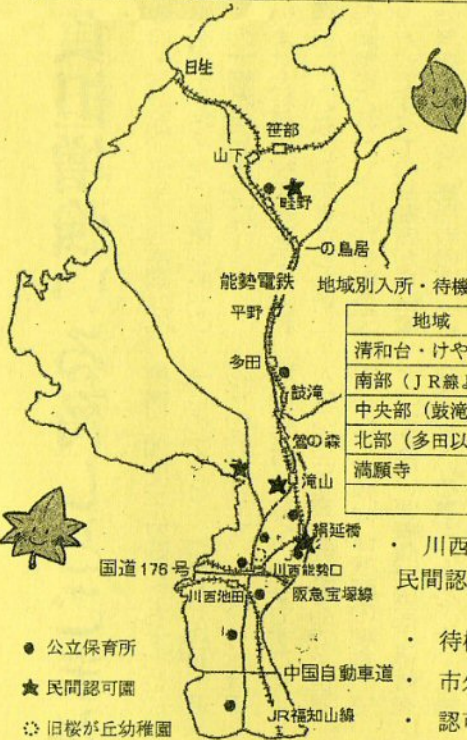 日生
笹部
山下
畦野
一の鳥居
能勢電鉄
地域別入所・待機
平野
地域
多田
清和台・けや
鼓滝
南部（ＪＲ線
中央部（鼓滝
鶯の森
北部（多田以
滝山
満願寺
絹延橋
・ 川西
国道176号
川西能勢口
民間認
川西池田
阪急宝塚線
● 公立保育所
・ 待機
★ 民間認可園
中国自動車道
・ 市
旧桜が丘幼稚園
JR福知山線
・ 認可